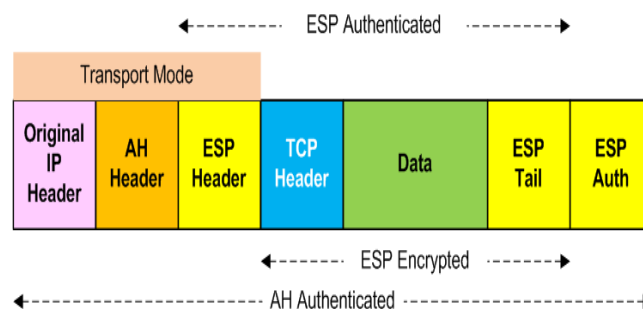 ESP Authenticated
Transport Mode
Original
IP
Header
AH
Header
ESP
Header
TCP
Header
Data
ESP
Tail
ESP
Auth
ESP Encrypted
AH Authenticated